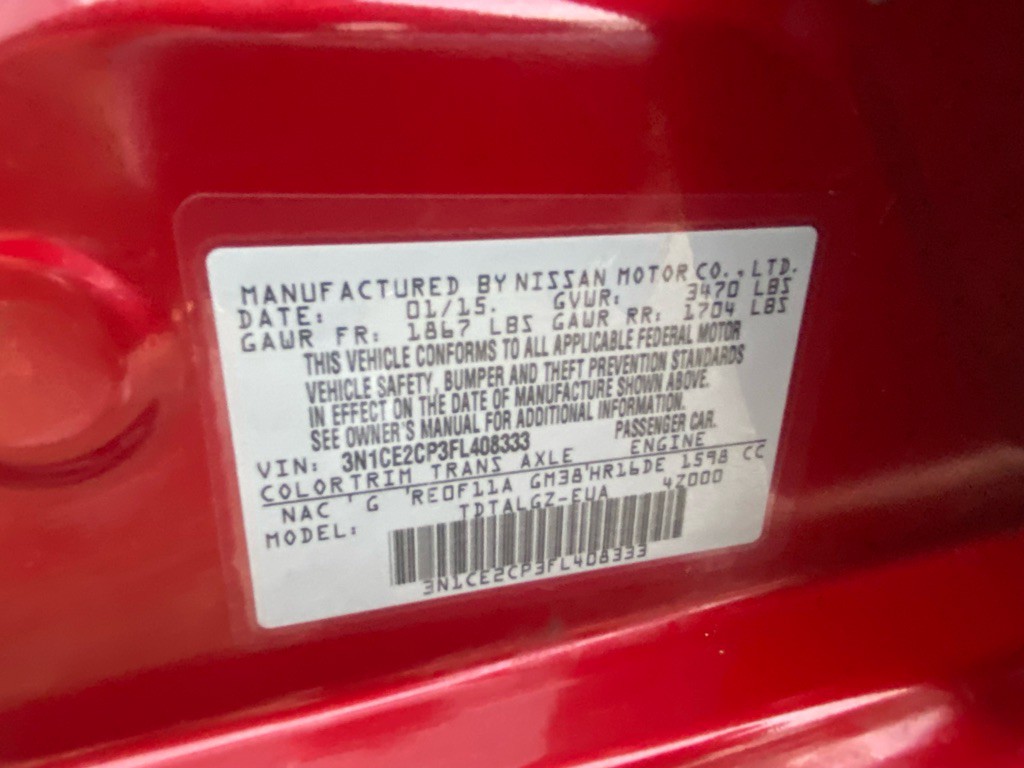 MANUFACTURED BY NISSAN MOTOR CO., LTD.
DATE: 01/15. GVWR: 3470 LBS
GAWR FR: 1867 LBS GAWR RR: 1704 LBS
THIS VEHICLE CONFORMS TO ALL APPLICABLE FEDERAL MOTOR
VEHICLE SAFETY, BUMPER AND THEFT PREVENTION STANDARDS
IN EFFECT ON THE DATE OF MANUFACTURE SHOWN ABOVE.
SEE OWNER'S MANUAL FOR ADDITIONAL INFORMATION.
VIN: 3N1CE2CP3FL408333 PASSENGER CAR.
COLOR TRIM TRANS AXLE ENGINE
NAC ' G 'RE0F11A GM38'HR16DE 1598 CC
MODEL: TDTALGZ-EUA 4Z000
3N1CE2CP3FL408333